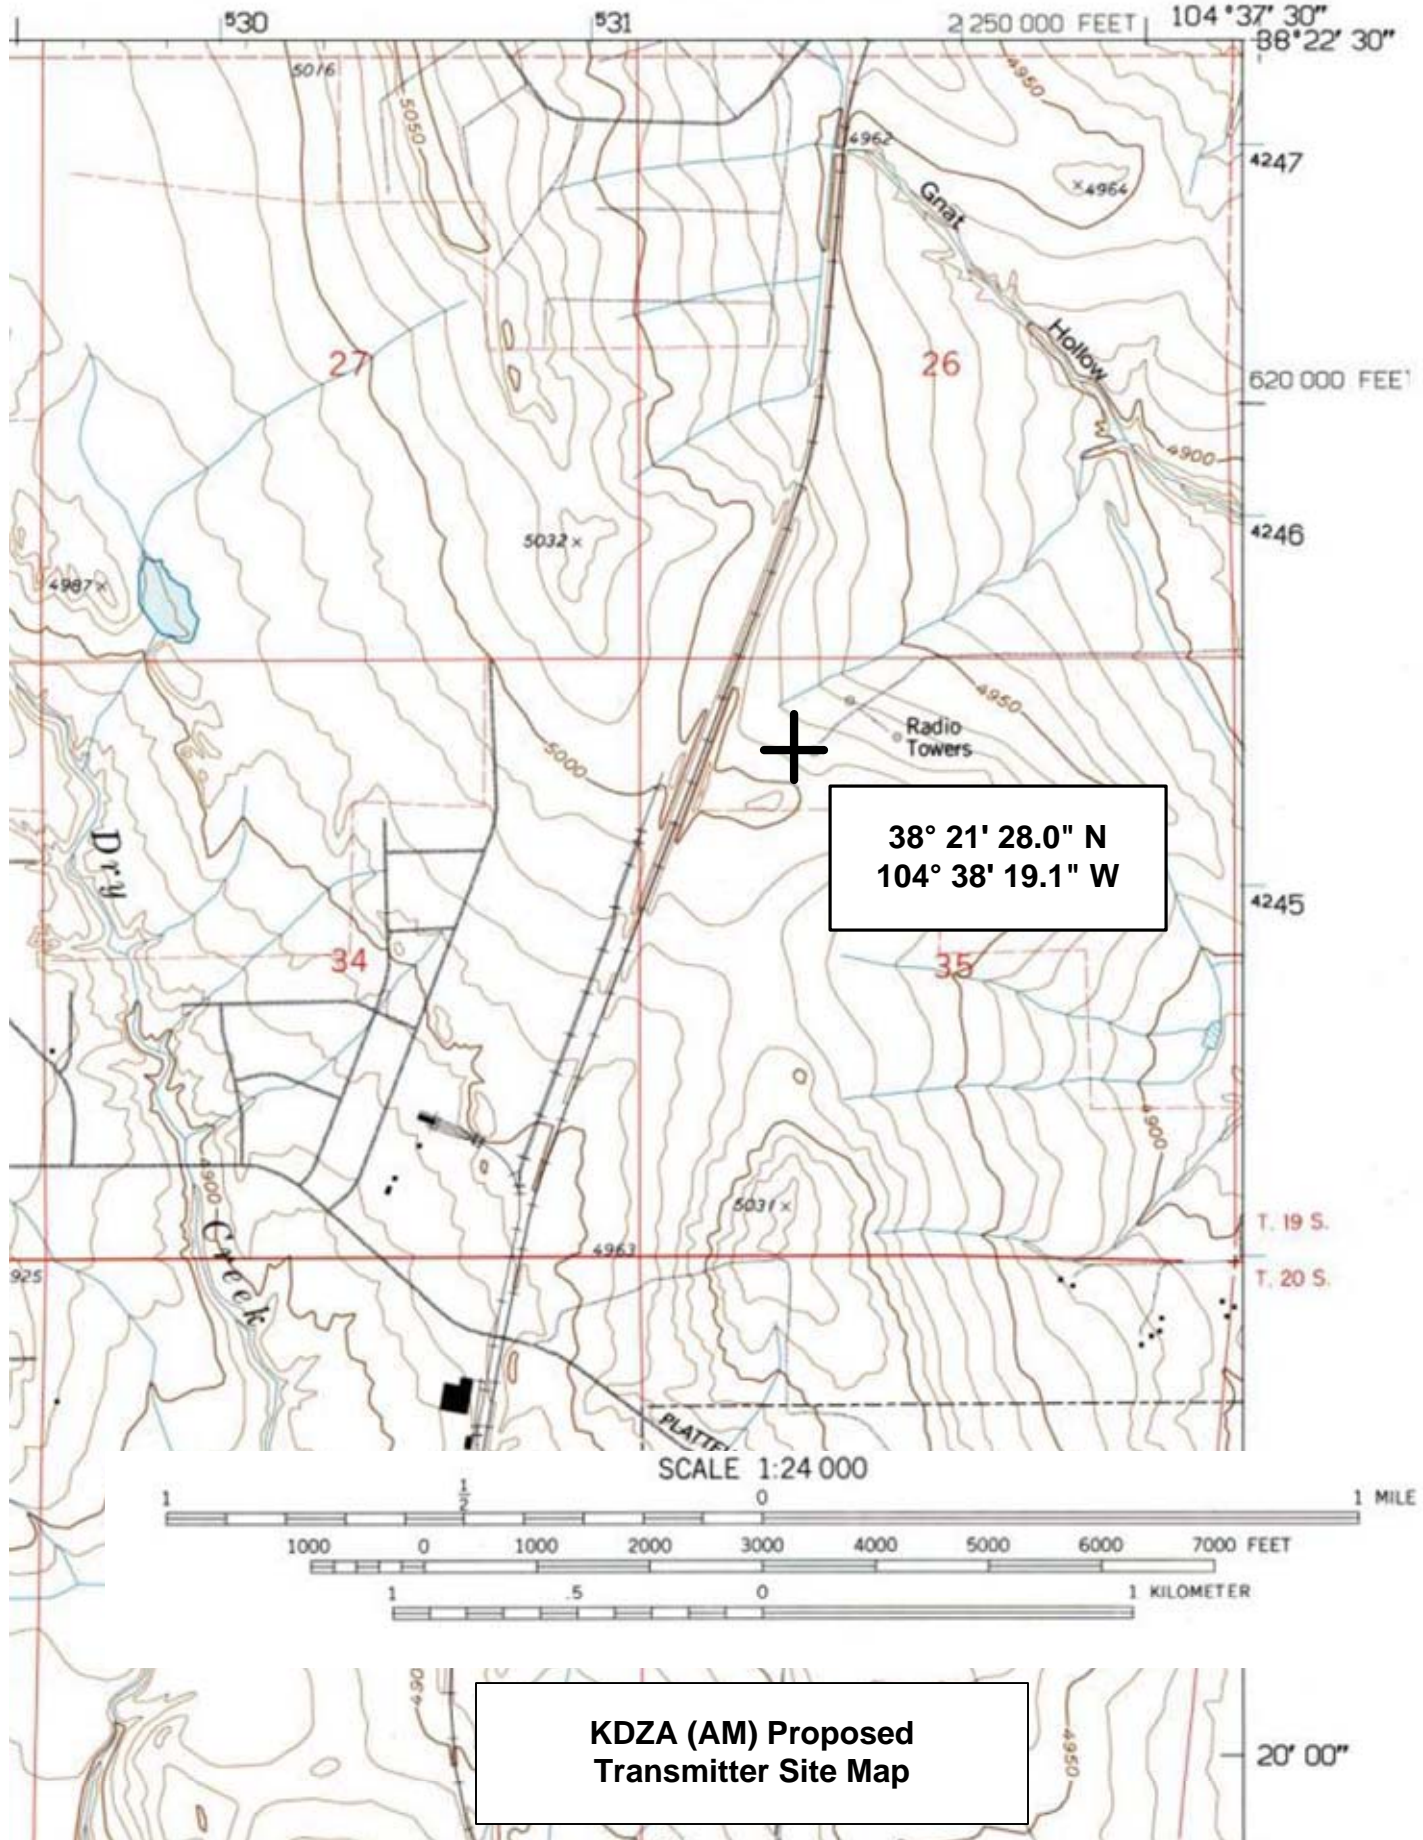 530
531
2 250 000 FEET
104°37' 30"
38°22' 30"
5016
5050
4950
4962
4247
×4964
Gnat
Hollow
27
26
620 000 FEET
4900
5032 ×
4246
4987×
4950
Radio
Towers
5000
38° 21' 28.0" N
104° 38' 19.1" W
Dry
4245
34
35
4900
4900
5031 ×
T. 19 S.
Creek
4963
925
T. 20 S.
PLATTE
SCALE 1:24 000
1 1/2 0 1 MILE
1000 0 1000 2000 3000 4000 5000 6000 7000 FEET
1 .5 0 1 KILOMETER
490
KDZA (AM) Proposed
Transmitter Site Map
4950
20' 00"